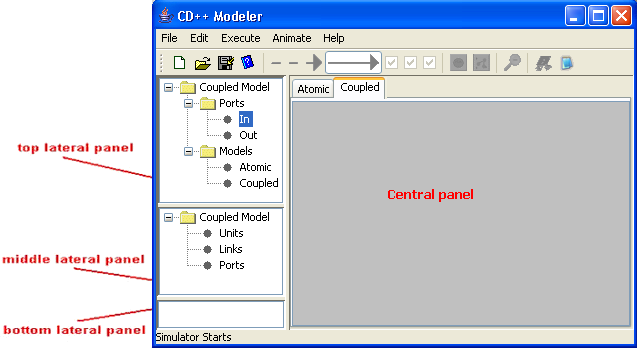 CD++ Modeler
File Edit Execute Animate Help
Coupled Model
Ports
In
Out
Models
Atomic
Coupled
Coupled Model
Units
Links
Ports
Atomic Coupled
Central panel
top lateral panel
middle lateral panel
bottom lateral panel
Simulator Starts